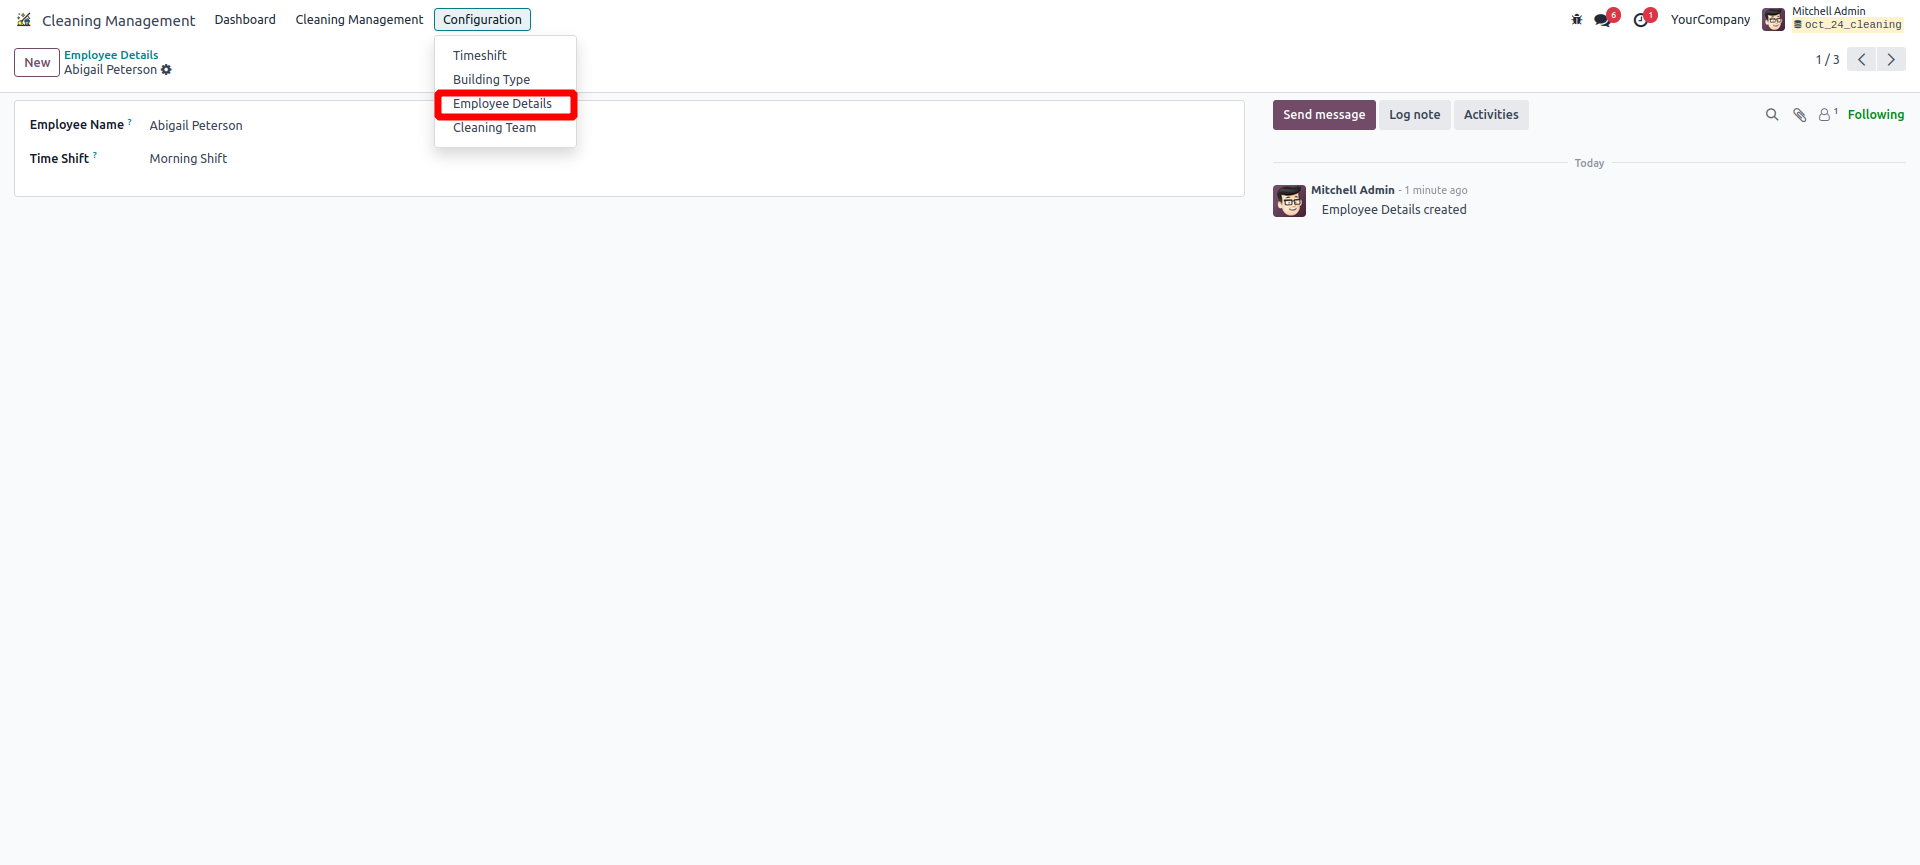 Cleaning Management Dashboard Cleaning Management Configuration 6 1 YourCompany Mitchell Admin
oct_24_cleaning
New Employee Details
Abigail Peterson
1 / 3
Timeshift
Building Type
Employee Details
Cleaning Team
Employee Name ? Abigail Peterson
Time Shift ? Morning Shift
Send message Log note Activities 1 Following
Today
Mitchell Admin - 1 minute ago
Employee Details created